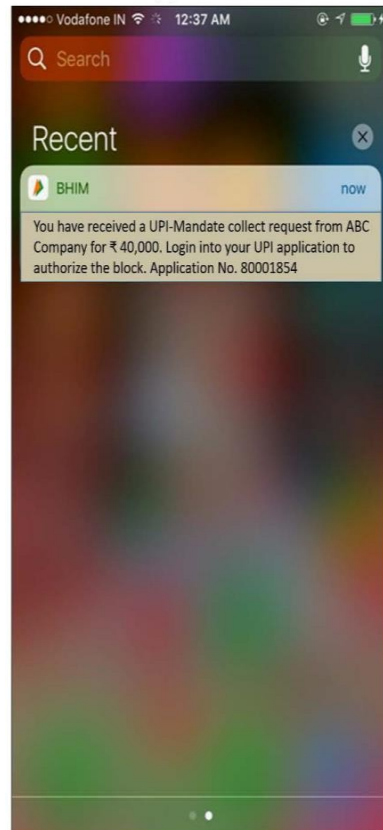 Vodafone IN 12:37 AM
Search
Recent
BHIM now
You have received a UPI-Mandate collect request from ABC
Company for ₹ 40,000. Login into your UPI application to
authorize the block. Application No. 80001854